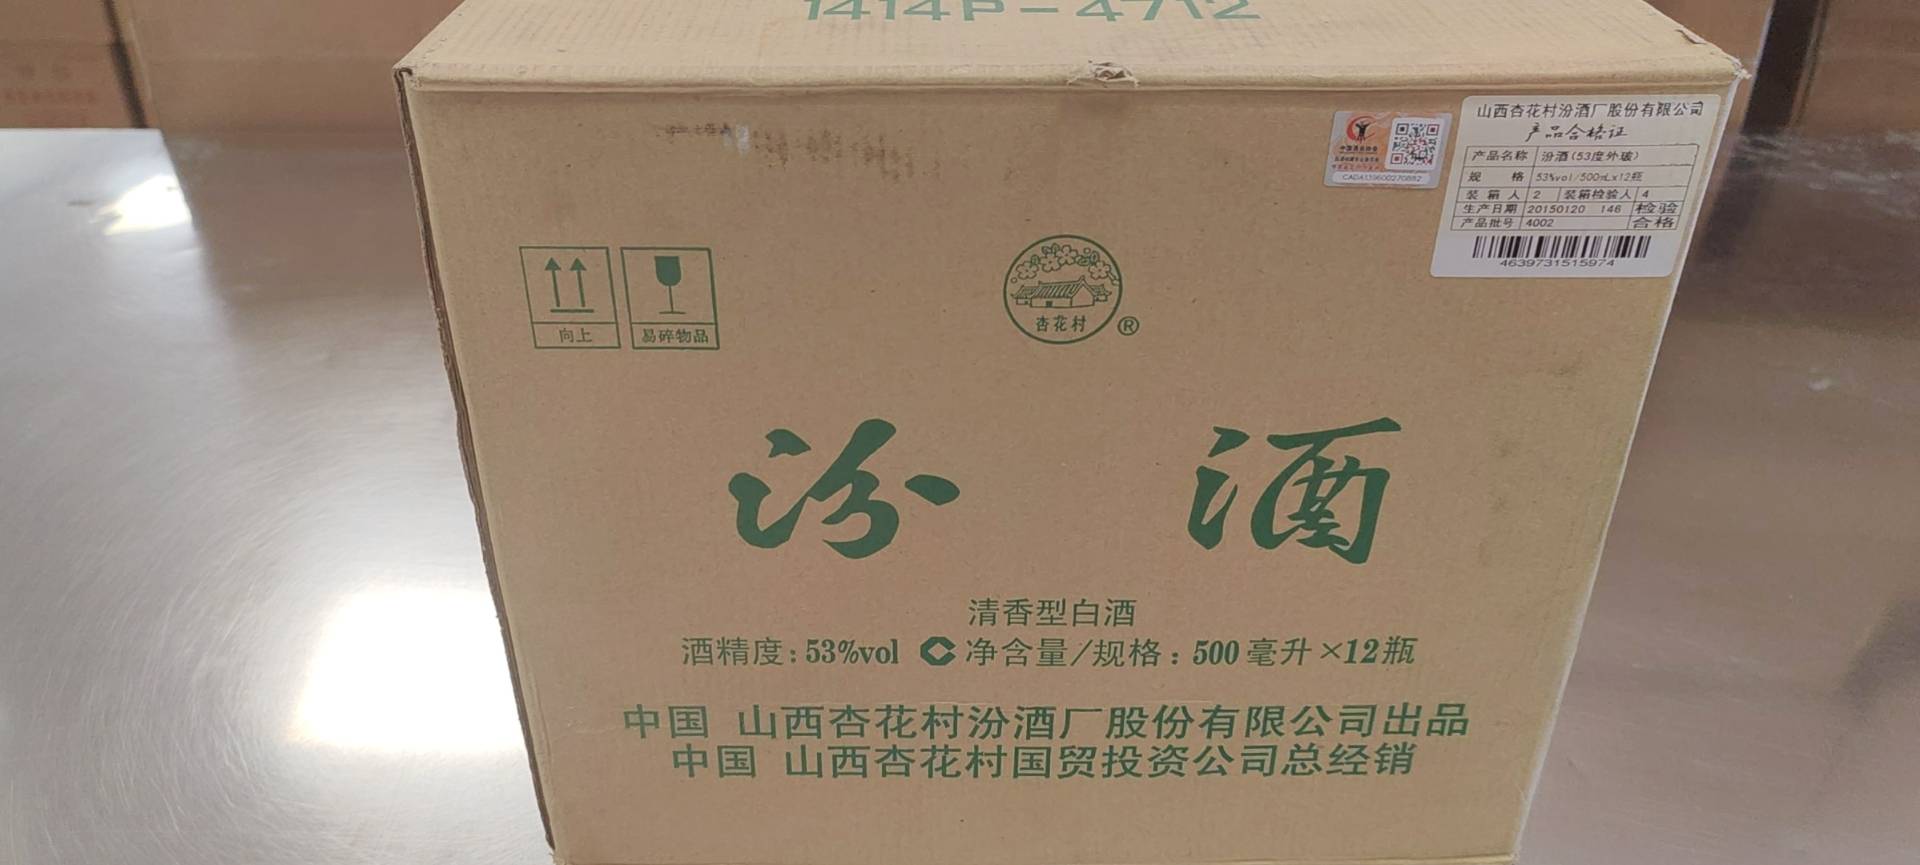 1414P-4712
山西杏花村汾酒厂股份有限公司
产品合格证
产品名称 汾酒(53度外玻)
规 格 53%vol/500mLx12瓶
装 箱 人 2 装箱检验人 4
生产日期 20150120 146 检验
产品批号 4002 合格
4639731515974
CADA139600270882
向上
易碎物品
杏花村
®
汾 酒
清香型白酒
酒精度:53%vol 净含量/规格:500毫升×12瓶
中国 山西杏花村汾酒厂股份有限公司出品
中国 山西杏花村国贸投资公司总经销